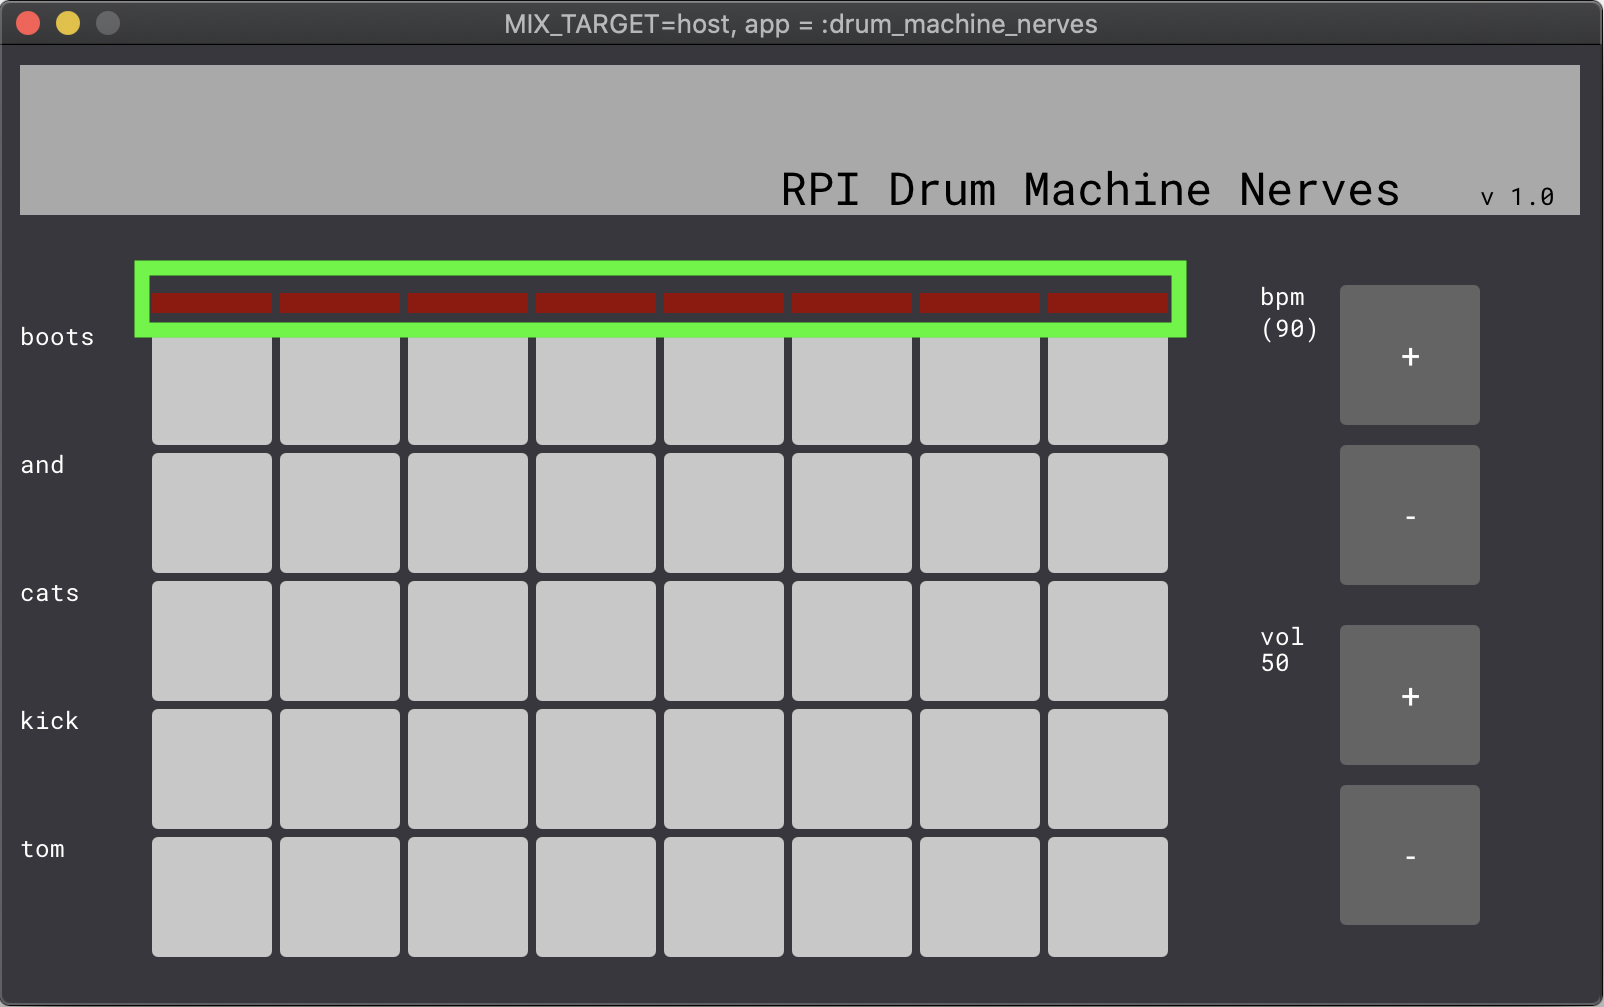 MIX_TARGET=host, app = :drum_machine_nerves
RPI Drum Machine Nerves v 1.0
boots
and
cats
kick
tom
bpm
(90)
+
-
vol
50
+
-